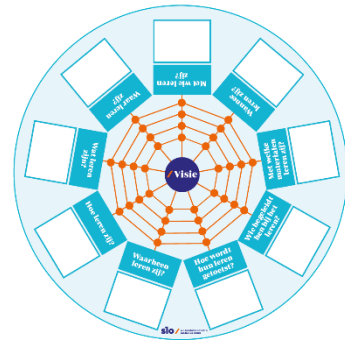 Met wie leren
zij?
Wanneer
leren zij?
Met welke
materialen
leren zij?
Wie begeleidt
hen bij het
leren?
Hoe wordt
hun leren
getoetst?
Waarheen
leren zij?
Hoe leren zij?
Wat leren
zij?
Waar leren
zij?
/ Visie
slo /